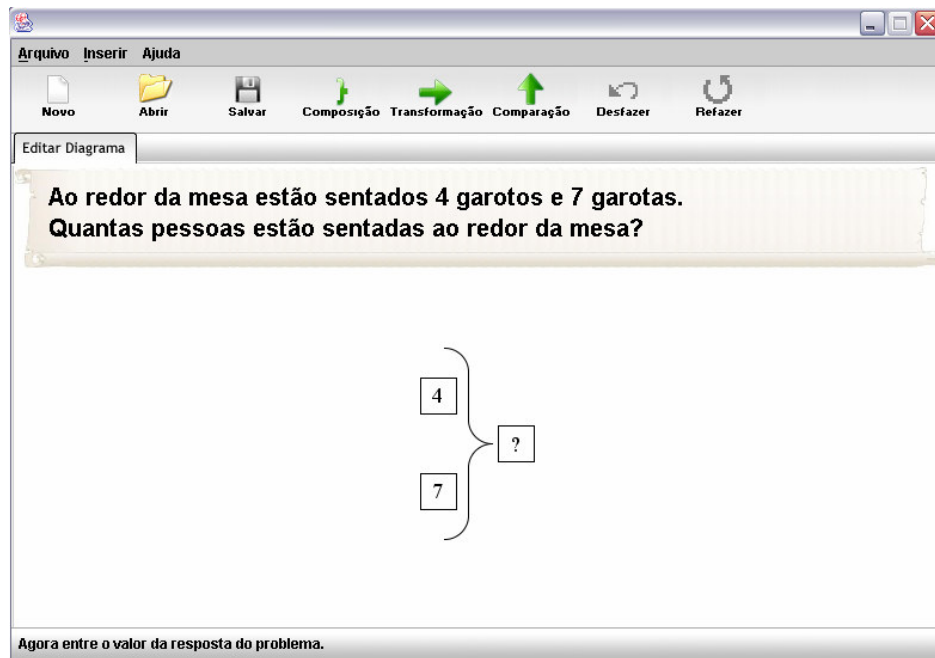 Arquivo Inserir Ajuda
Novo Abrir Salvar Composição Transformação Comparação Desfazer Refazer
Editar Diagrama
Ao redor da mesa estão sentados 4 garotos e 7 garotas.
Quantas pessoas estão sentadas ao redor da mesa?
4
?
7
Agora entre o valor da resposta do problema.